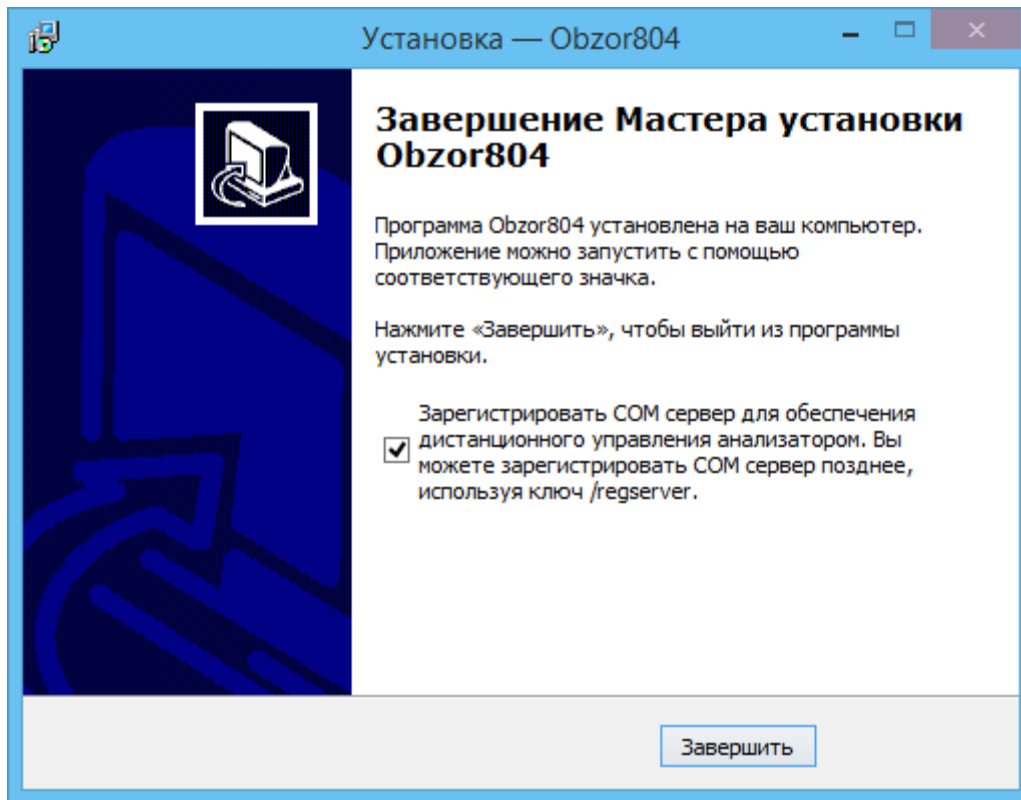 Установка — Obzor804
Завершение Мастера установки
Obzor804
Программа Obzor804 установлена на ваш компьютер.
Приложение можно запустить с помощью
соответствующего значка.
Нажмите «Завершить», чтобы выйти из программы
установки.
Зарегистрировать COM сервер для обеспечения
дистанционного управления анализатором. Вы
можете зарегистрировать COM сервер позднее,
используя ключ /regserver.
Завершить